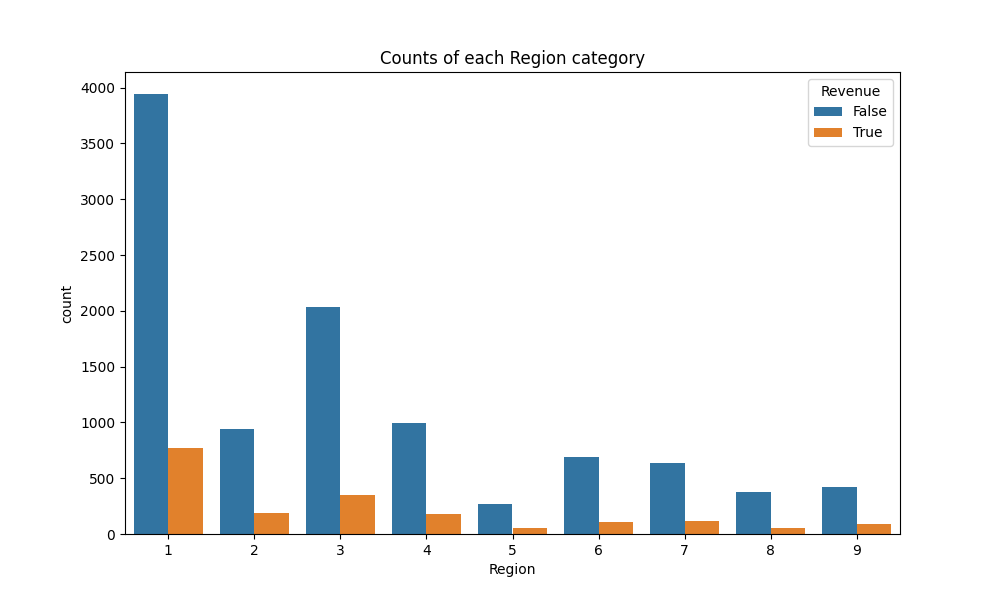 Counts of each Region category
Revenue
False
True
count
4000
3500
3000
2500
2000
1500
1000
500
0
1 2 3 4 5 6 7 8 9
Region